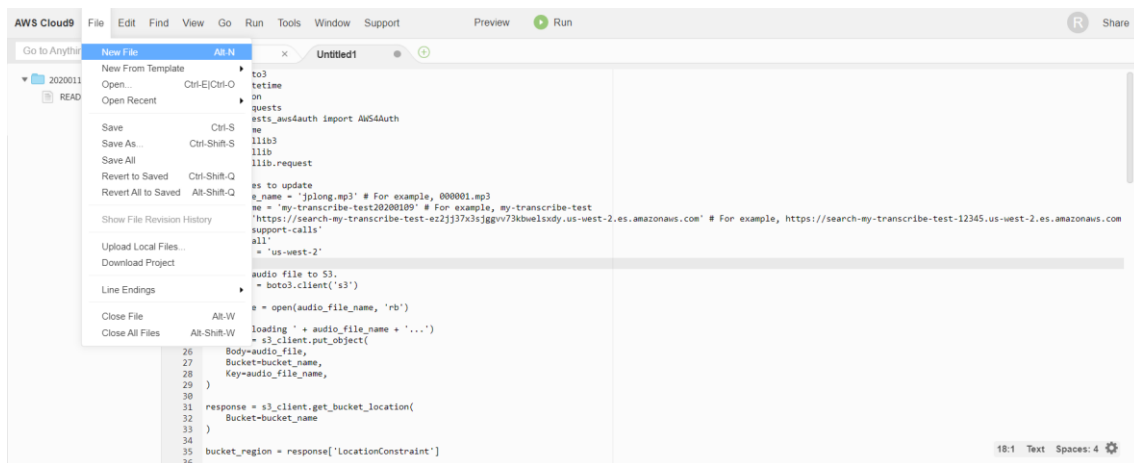 AWS Cloud9 File Edit Find View Go Run Tools Window Support Preview Run R Share
Go to Anythin × Untitled1
New File Alt-N
New From Template
Open... Ctrl-E|Ctrl-O
Open Recent
Save Ctrl-S
Save As... Ctrl-Shift-S
Save All
Revert to Saved Ctrl-Shift-Q
Revert All to Saved Alt-Shift-Q
Show File Revision History
Upload Local Files...
Download Project
Line Endings
Close File Alt-W
Close All Files Alt-Shift-W
2020011
READ
to3
tetime
on
quests
ests_aws4auth import AWS4Auth
me
llib3
llib
llib.request
es to update
e_name = 'jplong.mp3' # For example, 000001.mp3
me = 'my-transcribe-test20200109' # For example, my-transcribe-test
'https://search-my-transcribe-test-ez2jj37x3sjggvv73kbwelsxdy.us-west-2.es.amazonaws.com' # For example, https://search-my-transcribe-test-12345.us-west-2.es.amazonaws.com
support-calls'
all'
= 'us-west-2'
audio file to S3.
= boto3.client('s3')
e = open(audio_file_name, 'rb')
loading ' + audio_file_name + '...')
= s3_client.put_object(
26 Body=audio_file,
27 Bucket=bucket_name,
28 Key=audio_file_name,
29 )
30
31 response = s3_client.get_bucket_location(
32 Bucket=bucket_name
33 )
34
35 bucket_region = response['LocationConstraint']
36
18:1 Text Spaces: 4